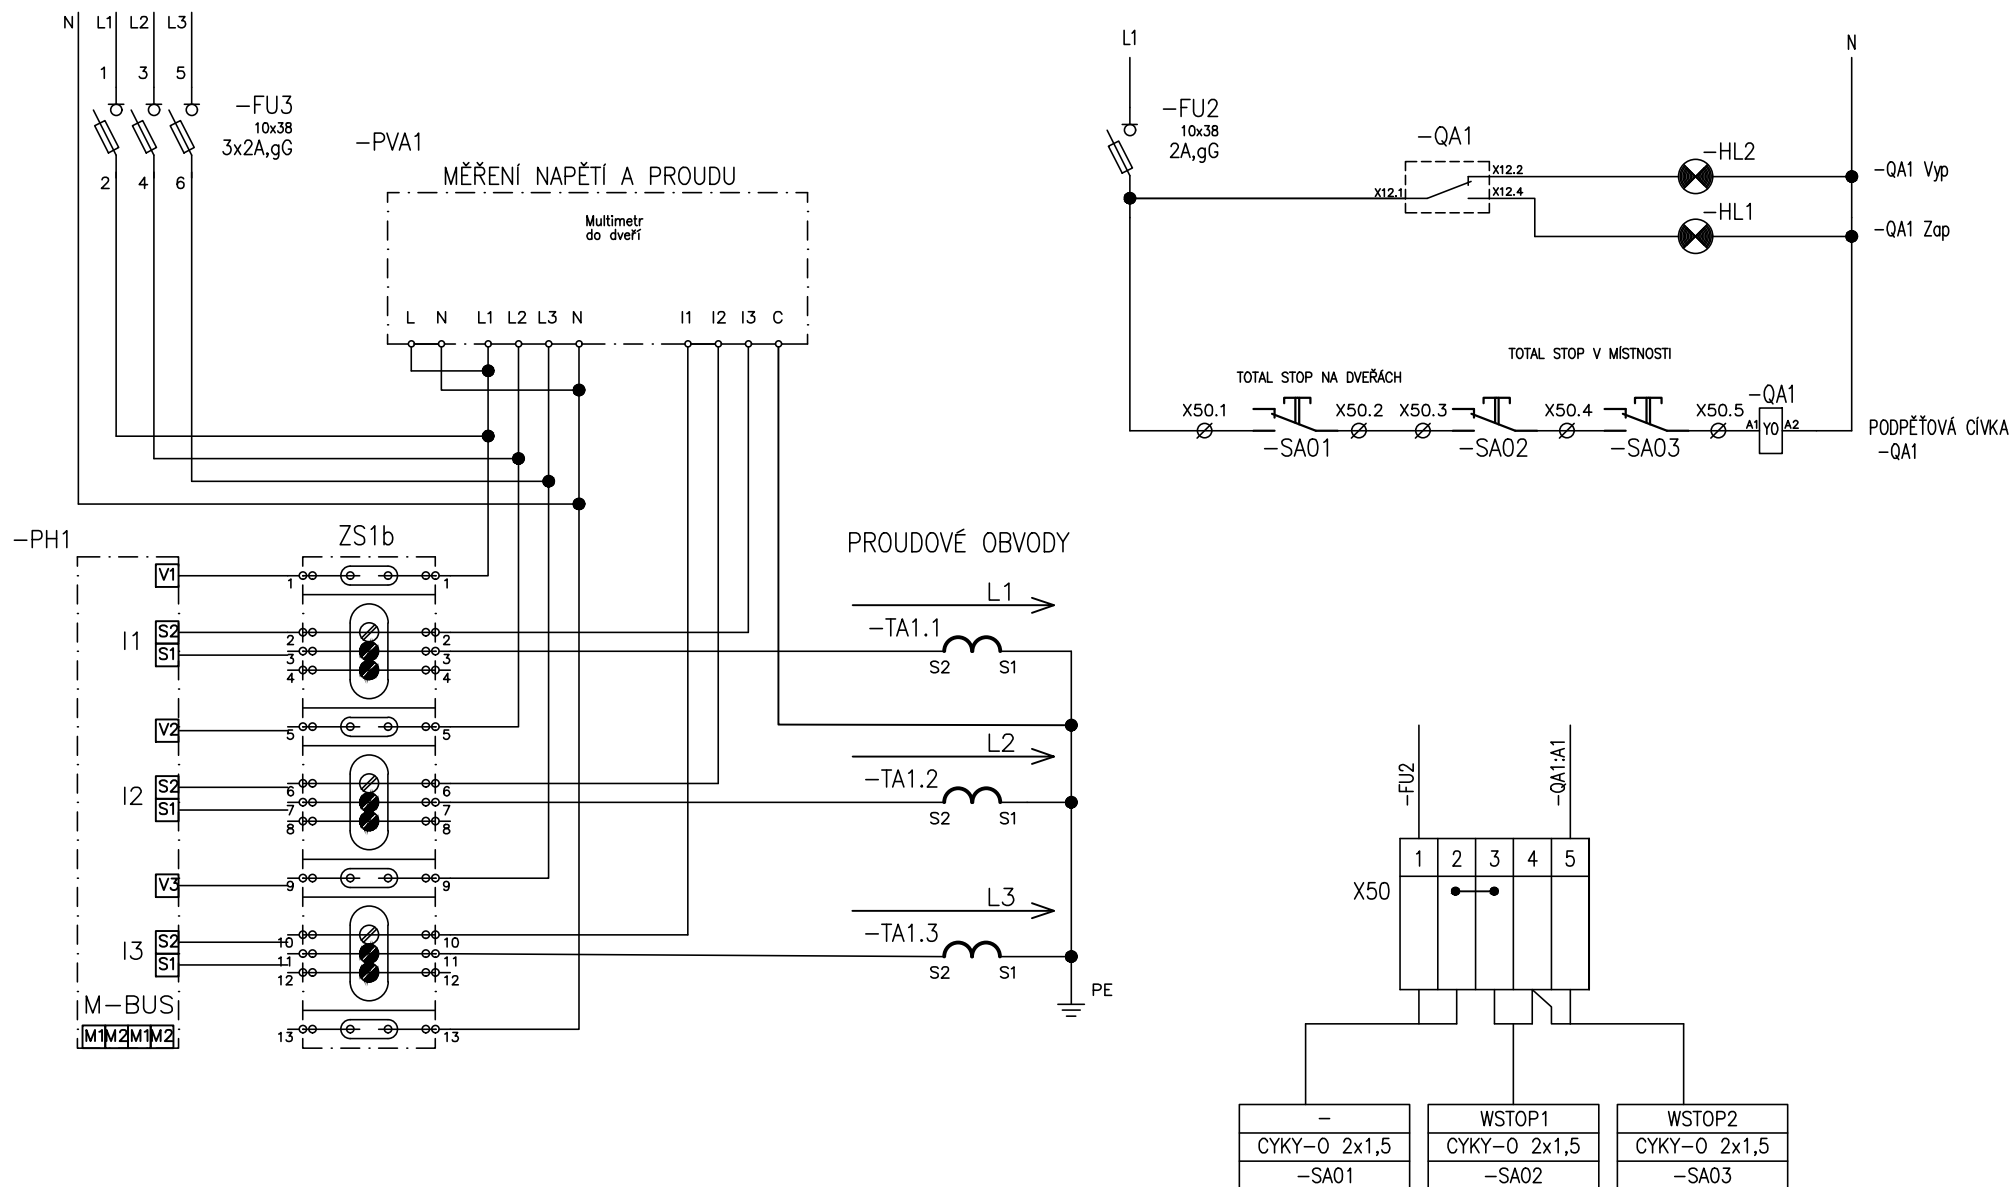 N L1 L2 L3
1 3 5
-FU3
10x38
3x2A,gG
2 4 6
-PVA1
MĚŘENÍ NAPĚTÍ A PROUDU
Multimetr
do dveří
L N L1 L2 L3 N I1 I2 I3 C
-PH1
ZS1b
V1
1 1
I1
S2
2 2
S1
3 3
4 4
V2
5 5
I2
S2
6 6
S1
7 7
8 8
V3
9 9
I3
S2
10 10
S1
11 11
12 12
M-BUS
M1 M2 M1 M2
13 13
PROUDOVÉ OBVODY
L1
-TA1.1
S2 S1
L2
-TA1.2
S2 S1
L3
-TA1.3
S2 S1
PE
L1
N
-FU2
10x38
2A,gG
-QA1
X12.1
X12.2
X12.4
-HL2
-QA1 Vyp
-HL1
-QA1 Zap
TOTAL STOP V MÍSTNOSTI
TOTAL STOP NA DVEŘÁCH
X50.1 X50.2 X50.3 X50.4 X50.5
-QA1
A1 Y0 A2
-SA01 -SA02 -SA03
PODPĚŤOVÁ CÍVKA
-QA1
-FU2
-QA1:A1
1 2 3 4 5
X50
- WSTOP1 WSTOP2
CYKY-O 2x1,5 CYKY-O 2x1,5 CYKY-O 2x1,5
-SA01 -SA02 -SA03